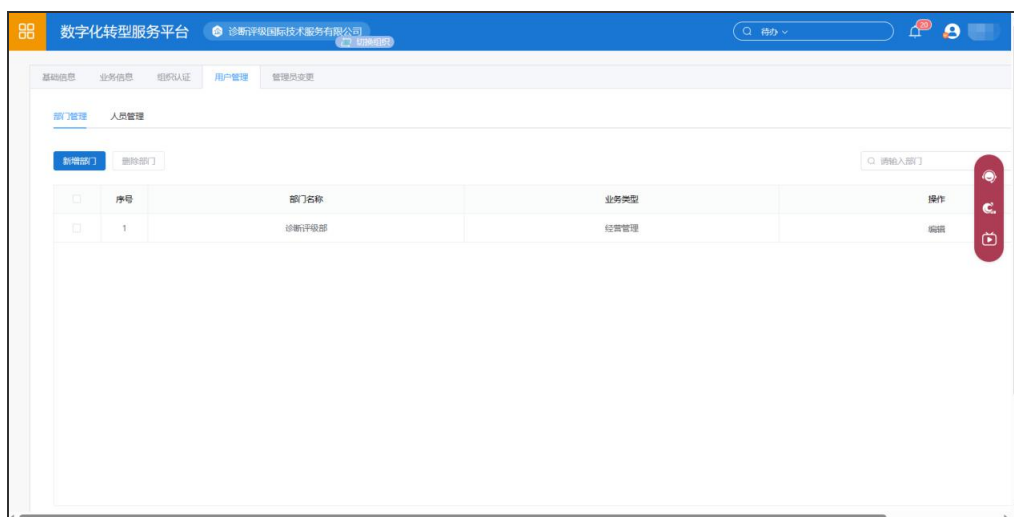 数字化转型服务平台 诊断评级国际技术服务有限公司 切换组织 待办 20
基础信息 业务信息 组织认证 用户管理 管理员变更
部门管理 人员管理
新增部门 删除部门 请输入部门
序号 部门名称 业务类型 操作
1 诊断评级部 经营管理 编辑